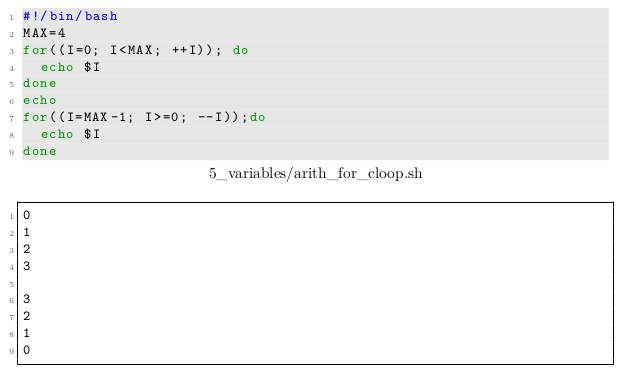 1 #!/bin/bash
2 MAX=4
3 for((I=0; I<MAX; ++I)); do
4   echo $I
5 done
6 echo
7 for((I=MAX-1; I>=0; --I));do
8   echo $I
9 done
5_variables/arith_for_cloop.sh
1 0
2 1
3 2
4 3
5
6 3
7 2
8 1
9 0